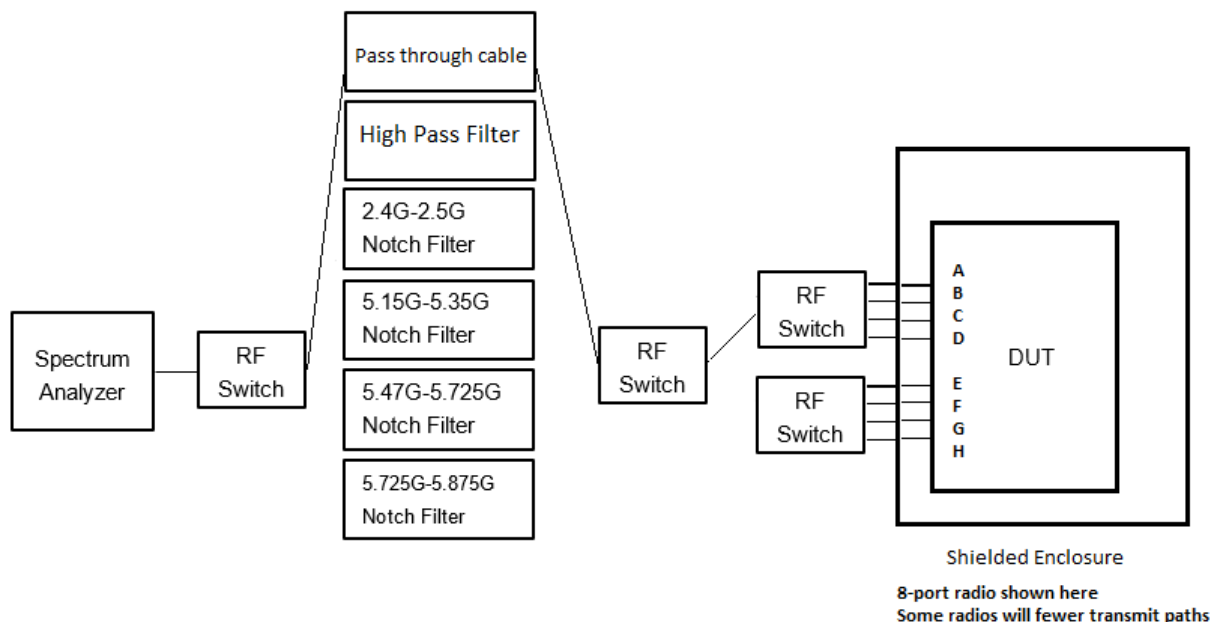 Pass through cable
High Pass Filter
2.4G-2.5G
Notch Filter
5.15G-5.35G
Notch Filter
5.47G-5.725G
Notch Filter
5.725G-5.875G
Notch Filter
Spectrum
Analyzer
RF
Switch
RF
Switch
RF
Switch
RF
Switch
A
B
C
D
E
F
G
H
DUT
Shielded Enclosure
8-port radio shown here
Some radios will fewer transmit paths